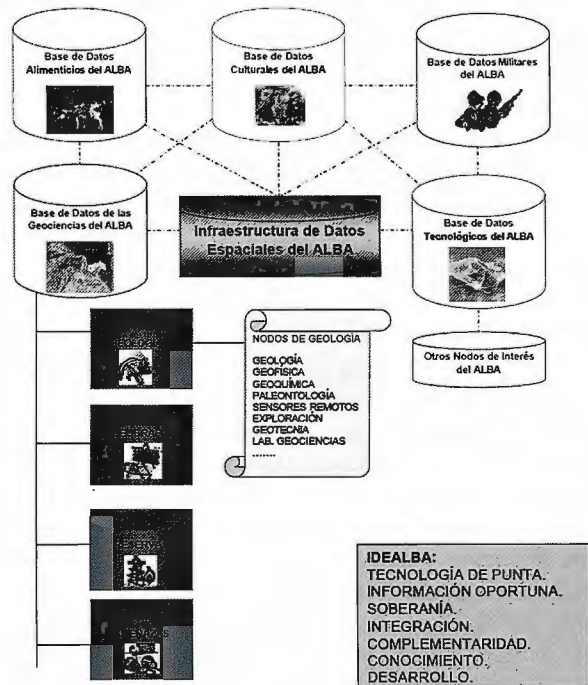 Base de Datos
Alimenticios del ALBA
Base de Datos
Culturales del ALBA
Base de Datos Militares
del ALBA
Base de Datos de las
Geociencias del ALBA
Infraestructura de Datos
Espaciales del ALBA
Base de Datos
Tecnológicos del ALBA
Otros Nodos de Interés
del ALBA
NODOS DE GEOLOGÍA
GEOLOGÍA
GEOFÍSICA
GEOQUÍMICA
PALEONTOLOGÍA
SENSORES REMOTOS
EXPLORACIÓN
GEOTECNIA
LAB. GEOCIENCIAS
.......
IDEALBA:
TECNOLOGÍA DE PUNTA.
INFORMACIÓN OPORTUNA.
SOBERANÍA.
INTEGRACIÓN.
COMPLEMENTARIDAD.
CONOCIMIENTO.
DESARROLLO.